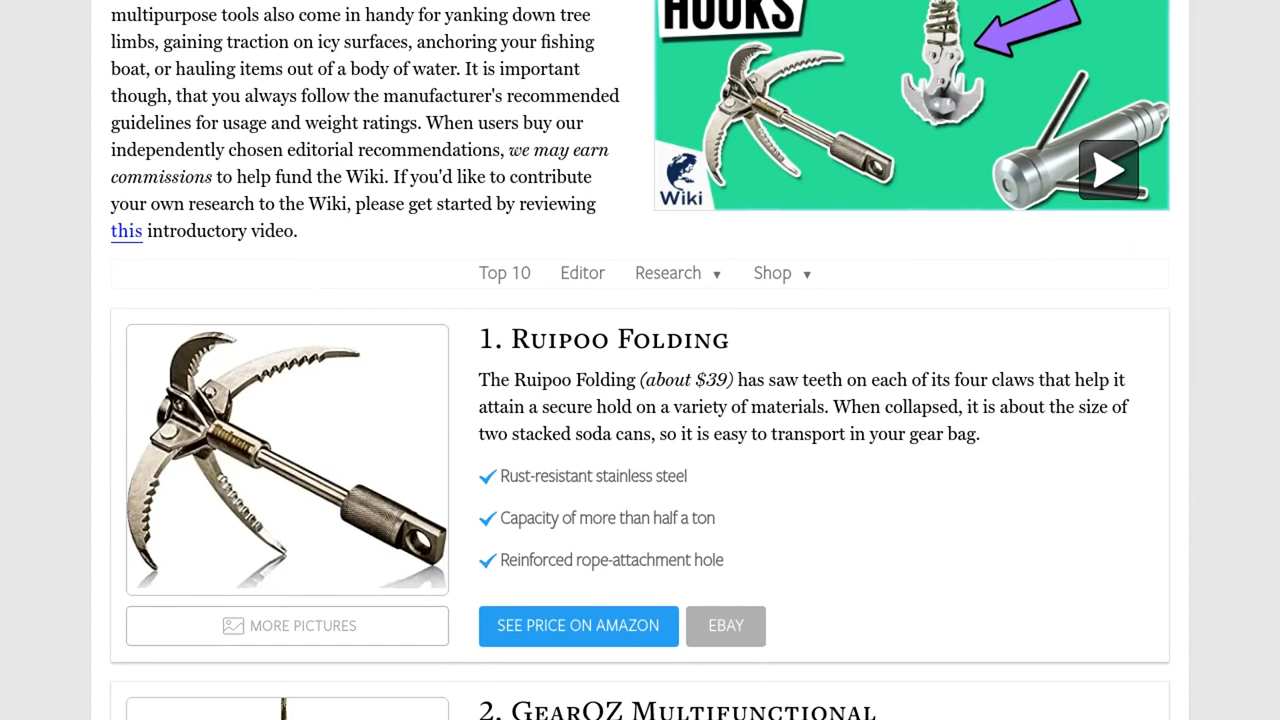 multipurpose tools also come in handy for yanking down tree
limbs, gaining traction on icy surfaces, anchoring your fishing
boat, or hauling items out of a body of water. It is important
though, that you always follow the manufacturer's recommended
guidelines for usage and weight ratings. When users buy our
independently chosen editorial recommendations, we may earn
commissions to help fund the Wiki. If you'd like to contribute
your own research to the Wiki, please get started by reviewing
this introductory video.
HOOKS
Wiki
Top 10 Editor Research ▼ Shop ▼
1. Ruipoo Folding
The Ruipoo Folding (about $39) has saw teeth on each of its four claws that help it
attain a secure hold on a variety of materials. When collapsed, it is about the size of
two stacked soda cans, so it is easy to transport in your gear bag.
Rust-resistant stainless steel
Capacity of more than half a ton
Reinforced rope-attachment hole
MORE PICTURES
SEE PRICE ON AMAZON
EBAY
2. GearOZ Multifunctional